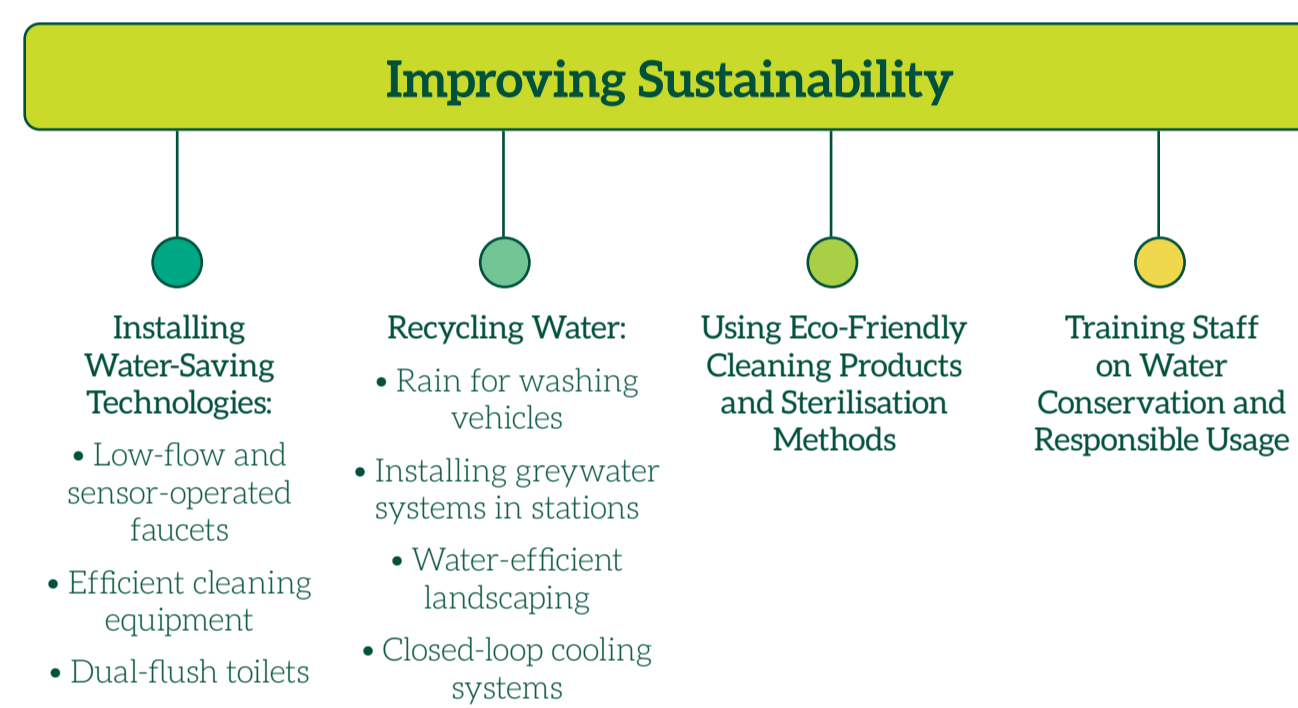 Improving Sustainability
Installing
Water-Saving
Technologies:
• Low-flow and
sensor-operated
faucets
• Efficient cleaning
equipment
• Dual-flush toilets
Recycling Water:
• Rain for washing
vehicles
• Installing greywater
systems in stations
• Water-efficient
landscaping
• Closed-loop cooling
systems
Using Eco-Friendly
Cleaning Products
and Sterilisation
Methods
Training Staff
on Water
Conservation and
Responsible Usage